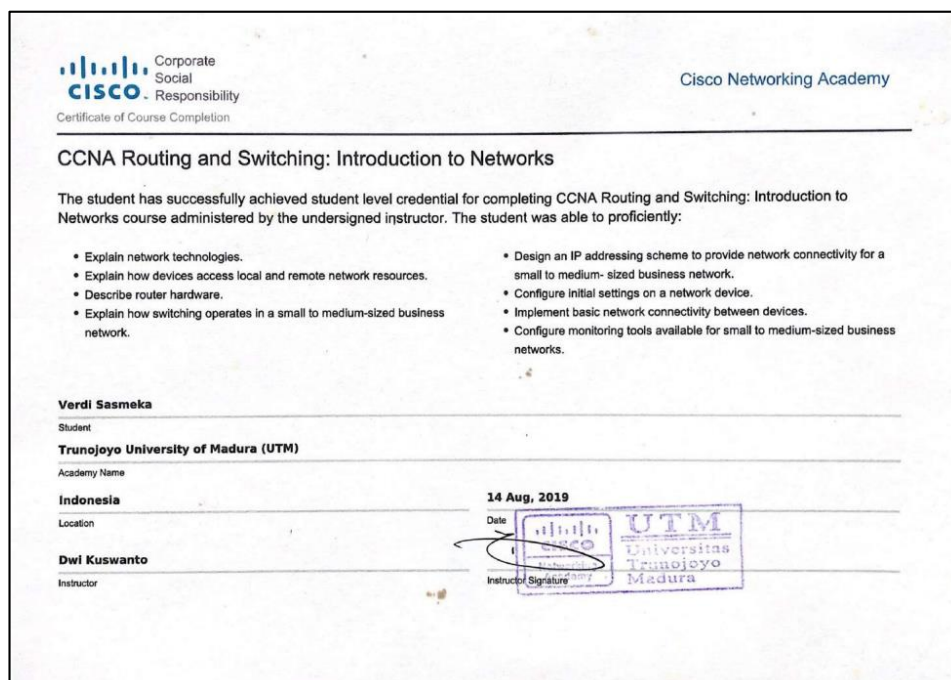 Corporate
Social
CISCO. Responsibility
Cisco Networking Academy
Certificate of Course Completion
CCNA Routing and Switching: Introduction to Networks
The student has successfully achieved student level credential for completing CCNA Routing and Switching: Introduction to
Networks course administered by the undersigned instructor. The student was able to proficiently:
• Explain network technologies.
• Explain how devices access local and remote network resources.
• Describe router hardware.
• Explain how switching operates in a small to medium-sized business
network.
• Design an IP addressing scheme to provide network connectivity for a
small to medium- sized business network.
• Configure initial settings on a network device.
• Implement basic network connectivity between devices.
• Configure monitoring tools available for small to medium-sized business
networks.
Verdi Sasmeka
Student
Trunojoyo University of Madura (UTM)
Academy Name
Indonesia
Location
14 Aug, 2019
Date
Dwi Kuswanto
Instructor
Instructor Signature
CISCO
Networking
Academy
UTM
Universitas
Trunojoyo
Madura